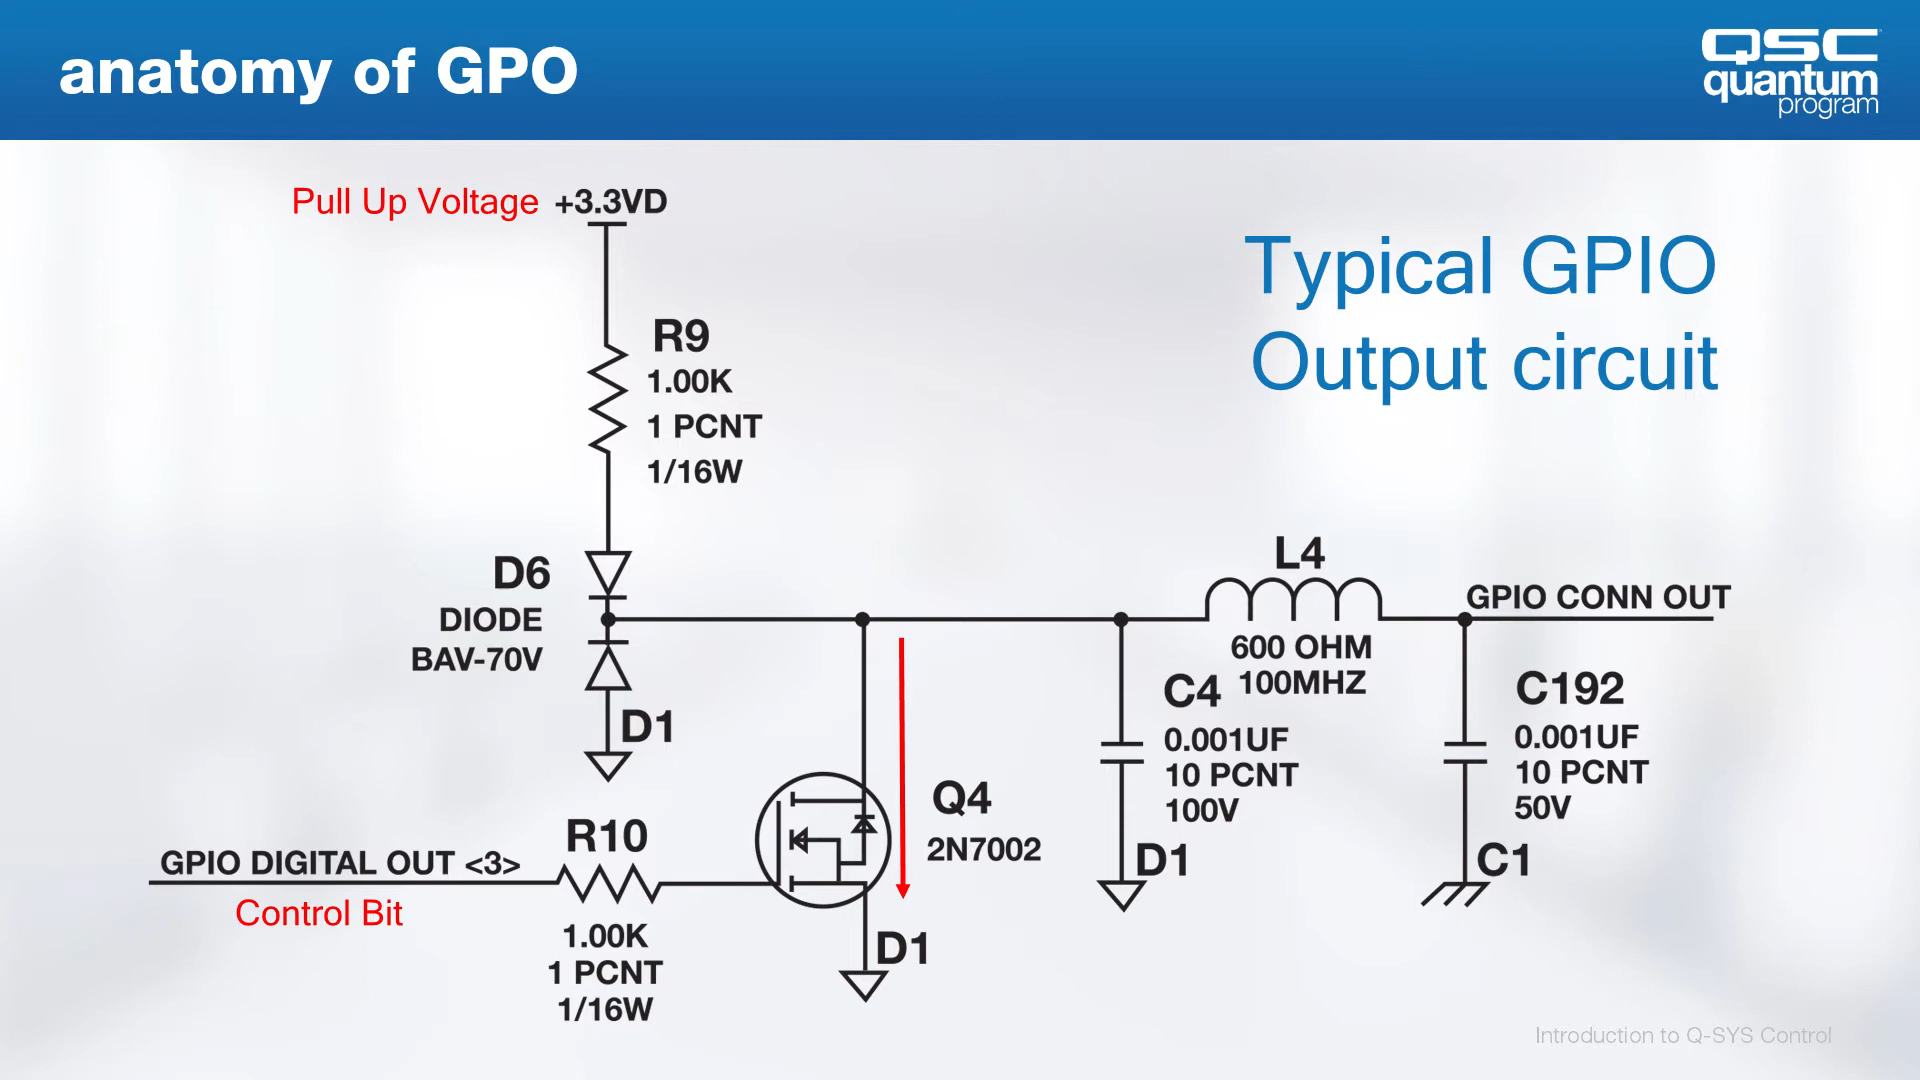 anatomy of GPO
QSC
quantum
program
Pull Up Voltage +3.3VD
Typical GPIO
Output circuit
R9
1.00K
1 PCNT
1/16W
D6
DIODE
BAV-70V
D1
L4
600 OHM
100MHZ
GPIO CONN OUT
C4
0.001UF
10 PCNT
100V
D1
C192
0.001UF
10 PCNT
50V
C1
Q4
2N7002
D1
GPIO DIGITAL OUT <3>
Control Bit
R10
1.00K
1 PCNT
1/16W
Introduction to Q-SYS Control